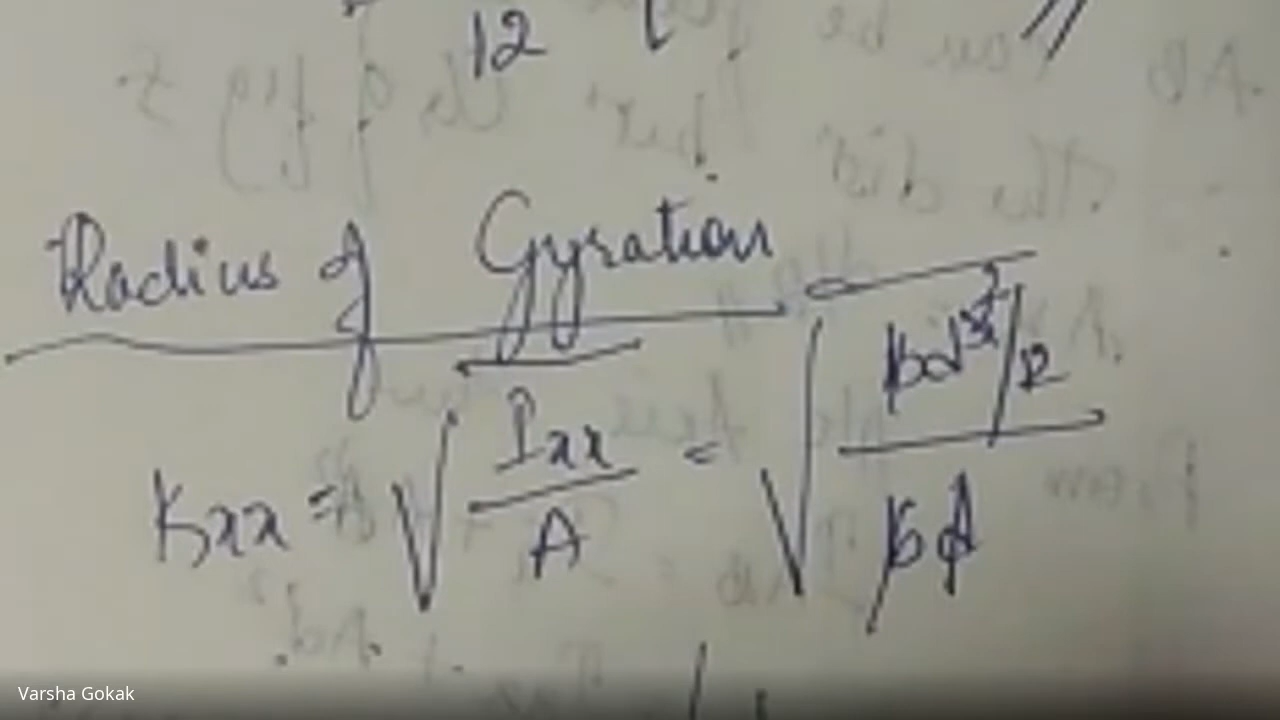 12
Radius of Gyration
Kxx = √ Ixx / A = √ bd³/12 / bd
Varsha Gokak